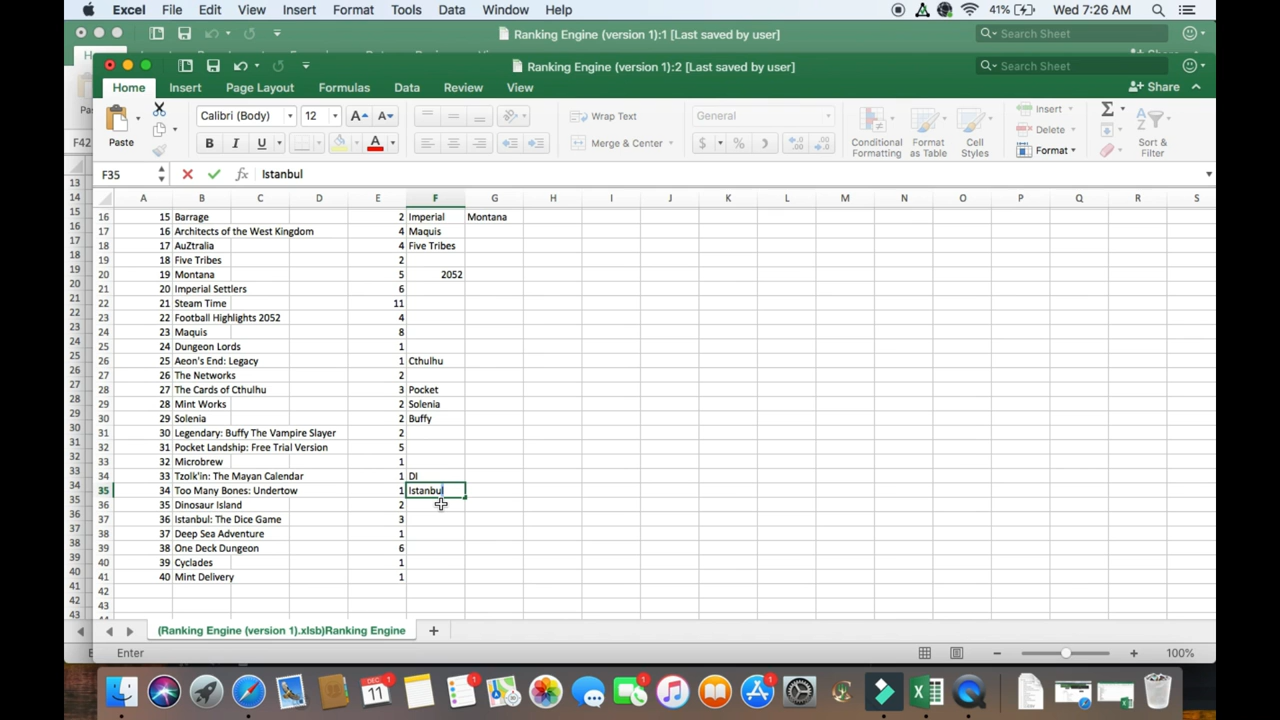 Excel File Edit View Insert Format Tools Data Window Help 41% Wed 7:26 AM
Ranking Engine (version 1):1 [Last saved by user] Search Sheet
Ranking Engine (version 1):2 [Last saved by user] Search Sheet
Home Insert Page Layout Formulas Data Review View Share
Paste Calibri (Body) 12 A A Wrap Text General Insert
B I U A Merge & Center $ % Conditional Formatting Format as Table Cell Styles Delete Format Sort & Filter
F42 F35 fx Istanbul
A B C D E F G H I J K L M N O P Q R S
16 15 Barrage 2 Imperial Montana
17 16 Architects of the West Kingdom 4 Maquis
18 17 AuZtralia 4 Five Tribes
19 18 Five Tribes 2
20 19 Montana 5 2052
21 20 Imperial Settlers 6
22 21 Steam Time 11
23 22 Football Highlights 2052 4
24 23 Maquis 8
25 24 Dungeon Lords 1
26 25 Aeon's End: Legacy 1 Cthulhu
27 26 The Networks 2
28 27 The Cards of Cthulhu 3 Pocket
29 28 Mint Works 2 Solenia
30 29 Solenia 2 Buffy
31 30 Legendary: Buffy The Vampire Slayer 2
32 31 Pocket Landship: Free Trial Version 5
33 32 Microbrew 1
34 33 Tzolk'in: The Mayan Calendar 1 DI
35 34 Too Many Bones: Undertow 1 Istanbul
36 35 Dinosaur Island 2
37 36 Istanbul: The Dice Game 3
38 37 Deep Sea Adventure 1
39 38 One Deck Dungeon 6
40 39 Cyclades 1
41 40 Mint Delivery 1
42
43
(Ranking Engine (version 1).xlsb)Ranking Engine +
Enter 100%
DEC 11